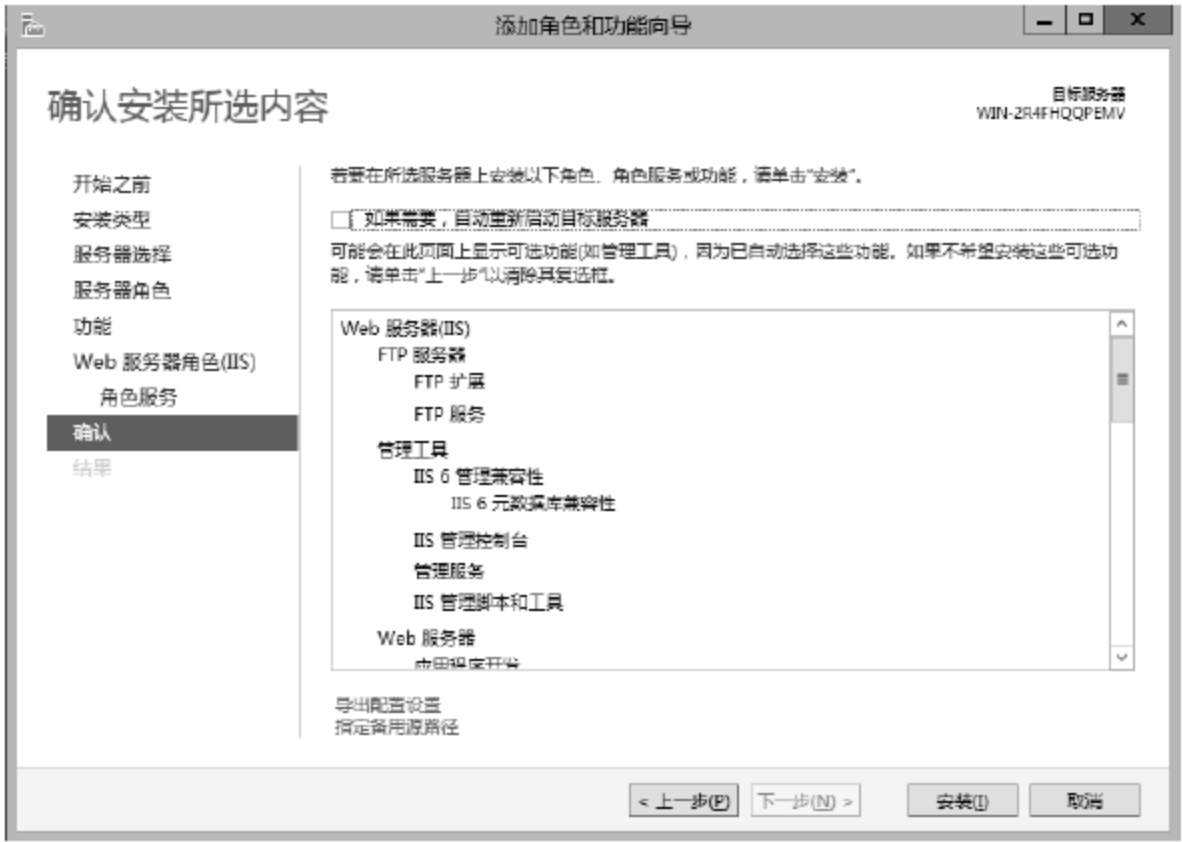 添加角色和功能向导
确认安装所选内容
目标服务器
WIN-2R4FHQQPEMV
开始之前
安装类型
服务器选择
服务器角色
功能
Web 服务器角色(IIS)
角色服务
确认
结果
若要在所选服务器上安装以下角色、角色服务或功能，请单击"安装"。
如果需要，自动重新启动目标服务器
可能会在此页面上显示可选功能(如管理工具)，因为已自动选择这些功能。如果不希望安装这些可选功
能，请单击"上一步"以清除其复选框。
Web 服务器(IIS)
FTP 服务器
FTP 扩展
FTP 服务
管理工具
IIS 6 管理兼容性
IIS 6 元数据库兼容性
IIS 管理控制台
管理服务
IIS 管理脚本和工具
Web 服务器
应用程序开发
导出配置设置
指定备用源路径
< 上一步(P)
下一步(N) >
安装(I)
取消